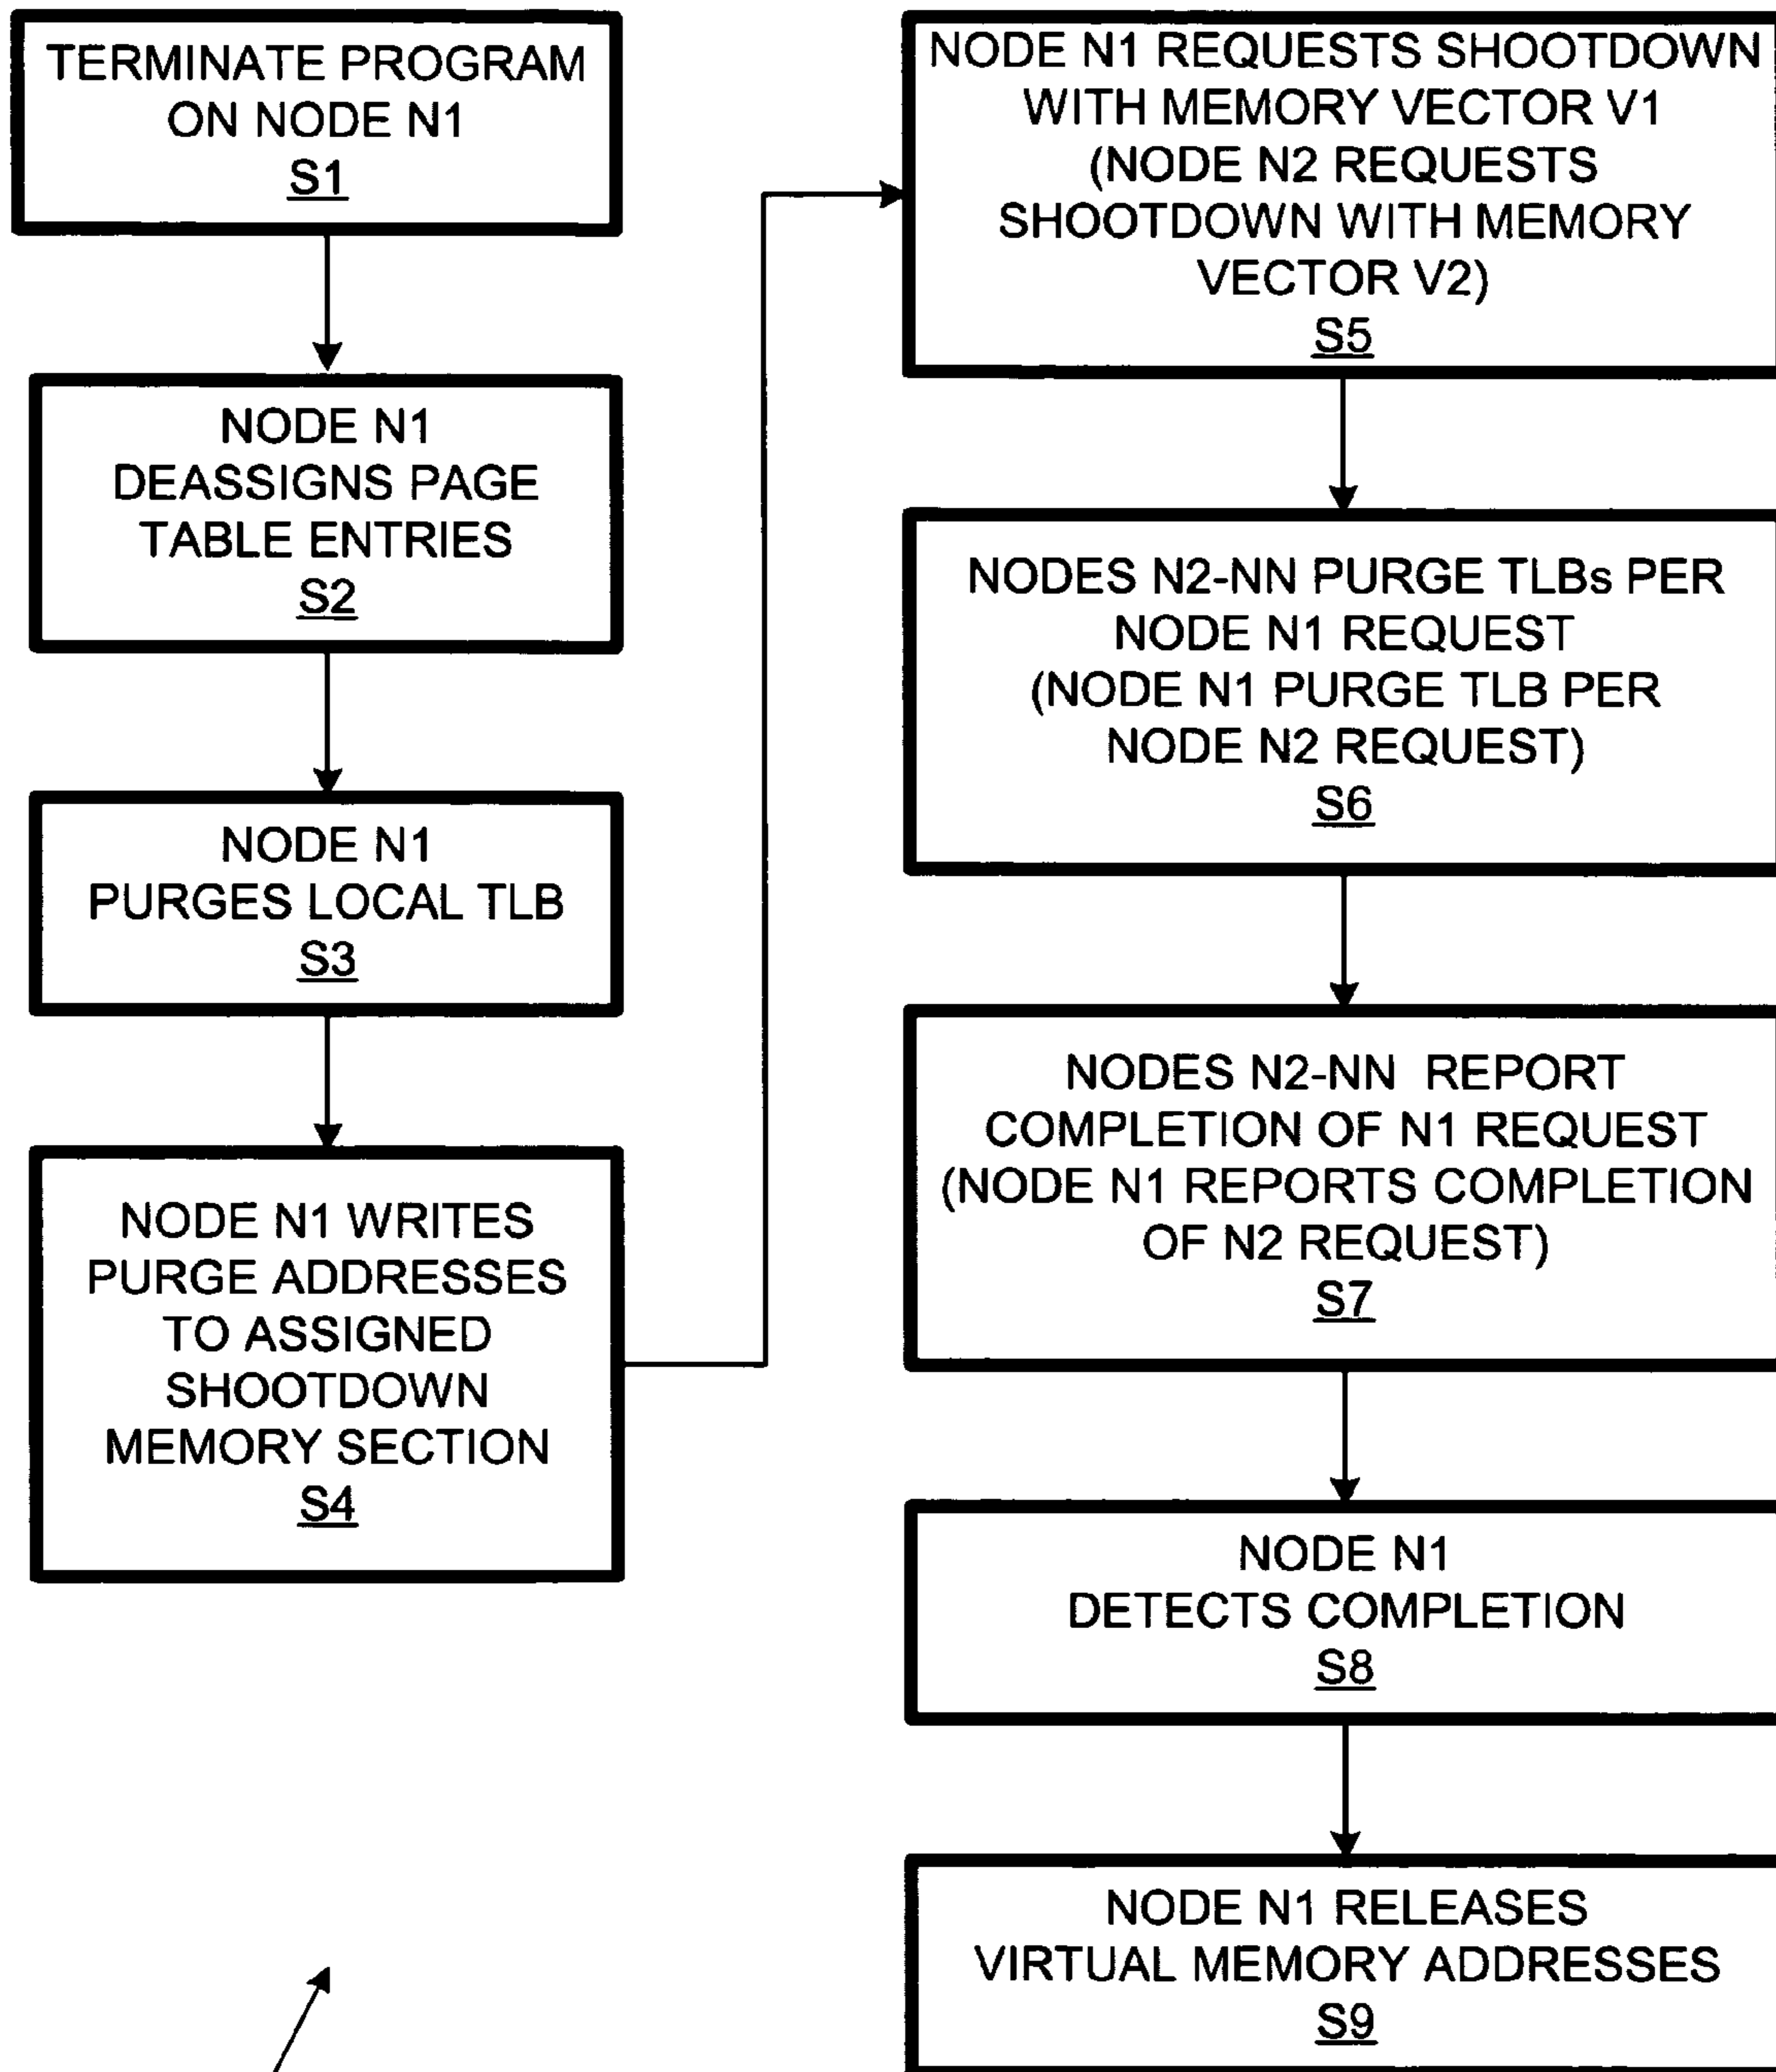 TERMINATE PROGRAM
ON NODE N1
S1
NODE N1
DEASSIGNS PAGE
TABLE ENTRIES
S2
NODE N1
PURGES LOCAL TLB
S3
NODE N1 WRITES
PURGE ADDRESSES
TO ASSIGNED
SHOOTDOWN
MEMORY SECTION
S4
NODE N1 REQUESTS SHOOTDOWN
WITH MEMORY VECTOR V1
(NODE N2 REQUESTS
SHOOTDOWN WITH MEMORY
VECTOR V2)
S5
NODES N2-NN PURGE TLBs PER
NODE N1 REQUEST
(NODE N1 PURGE TLB PER
NODE N2 REQUEST)
S6
NODES N2-NN REPORT
COMPLETION OF N1 REQUEST
(NODE N1 REPORTS COMPLETION
OF N2 REQUEST)
S7
NODE N1
DETECTS COMPLETION
S8
NODE N1 RELEASES
VIRTUAL MEMORY ADDRESSES
S9